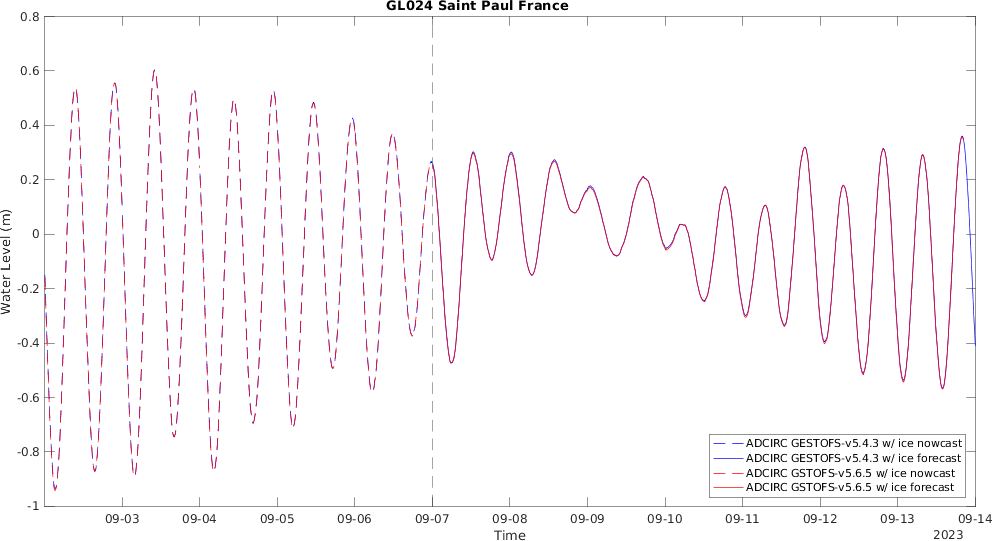 GL024 Saint Paul France
0.8
0.6
0.4
0.2
0
-0.2
-0.4
-0.6
-0.8
-1
Water Level (m)
ADCIRC GESTOFS-v5.4.3 w/ ice nowcast
ADCIRC GESTOFS-v5.4.3 w/ ice forecast
ADCIRC GSTOFS-v5.6.5 w/ ice nowcast
ADCIRC GSTOFS-v5.6.5 w/ ice forecast
09-03 09-04 09-05 09-06 09-07 09-08 09-09 09-10 09-11 09-12 09-13 09-14
Time
2023